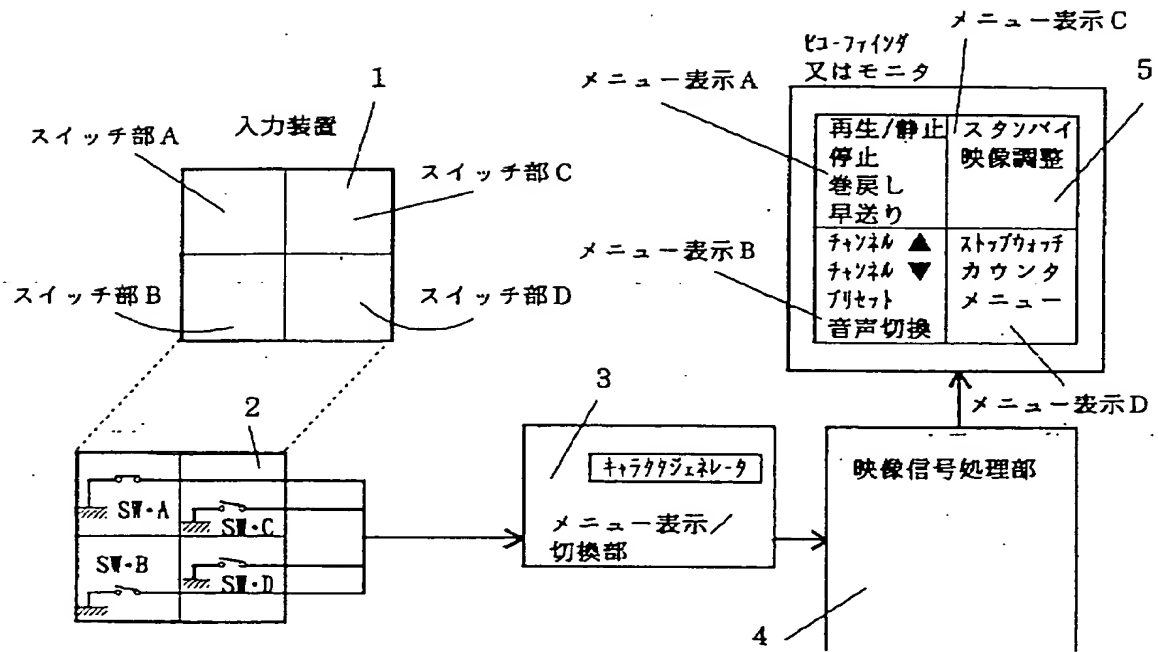 メニュー表示C
ビューファインダ
又はモニタ
メニュー表示A
5
1
入力装置
スイッチ部A
スイッチ部C
スイッチ部B
スイッチ部D
再生/静止
停止
巻戻し
早送り
スタンバイ
映像調整
メニュー表示B
チャンネル ▲
チャンネル ▼
プリセット
音声切換
ストップウォッチ
カウンタ
メニュー
メニュー表示D
2
SW・A
SW・C
SW・B
SW・D
3
キャラクタジェネレータ
メニュー表示/
切換部
映像信号処理部
4